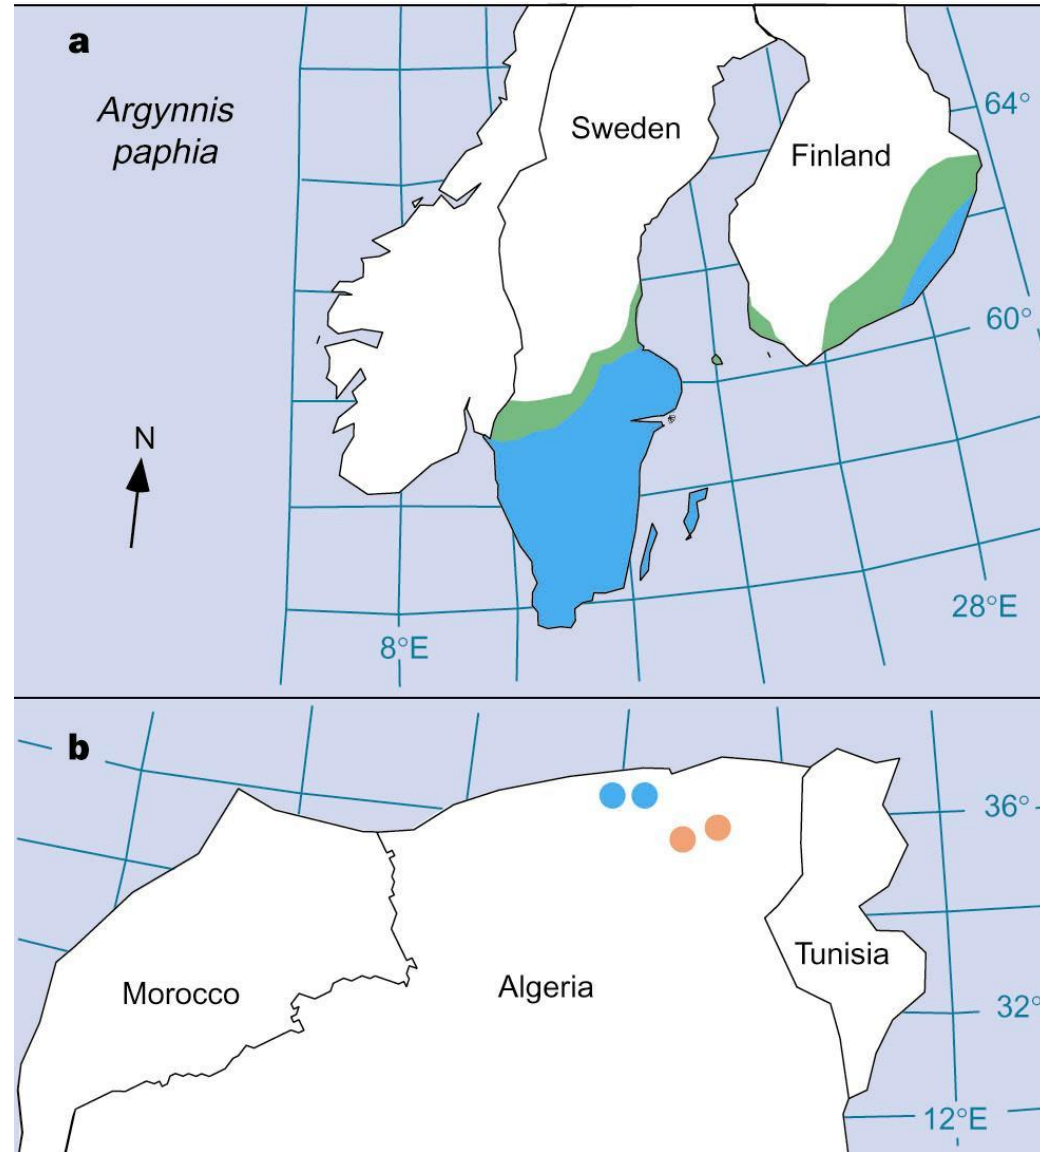 a
Argynnis
paphia
Sweden
Finland
64°
60°
N
28°E
8°E
b
36°
Tunisia
Morocco
Algeria
32°
12°E